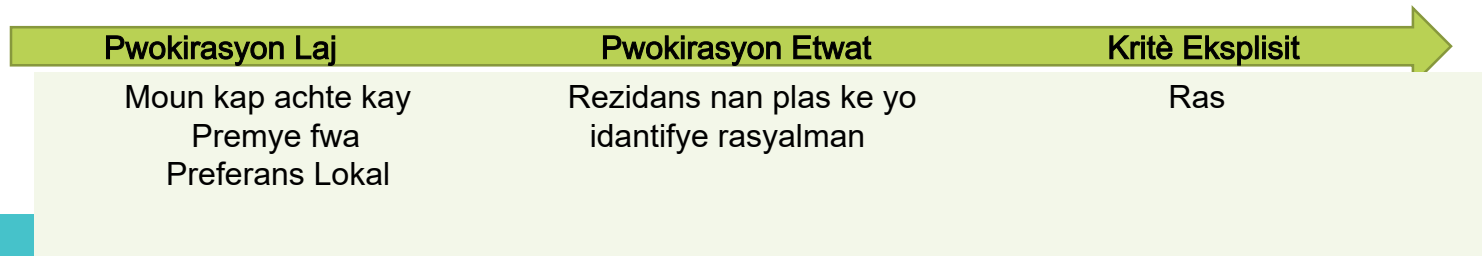 Pwokirasyon Laj
Pwokirasyon Etwat
Kritè Eksplisit
Moun kap achte kay
Premye fwa
Preferans Lokal
Rezidans nan plas ke yo
idantifye rasyalman
Ras